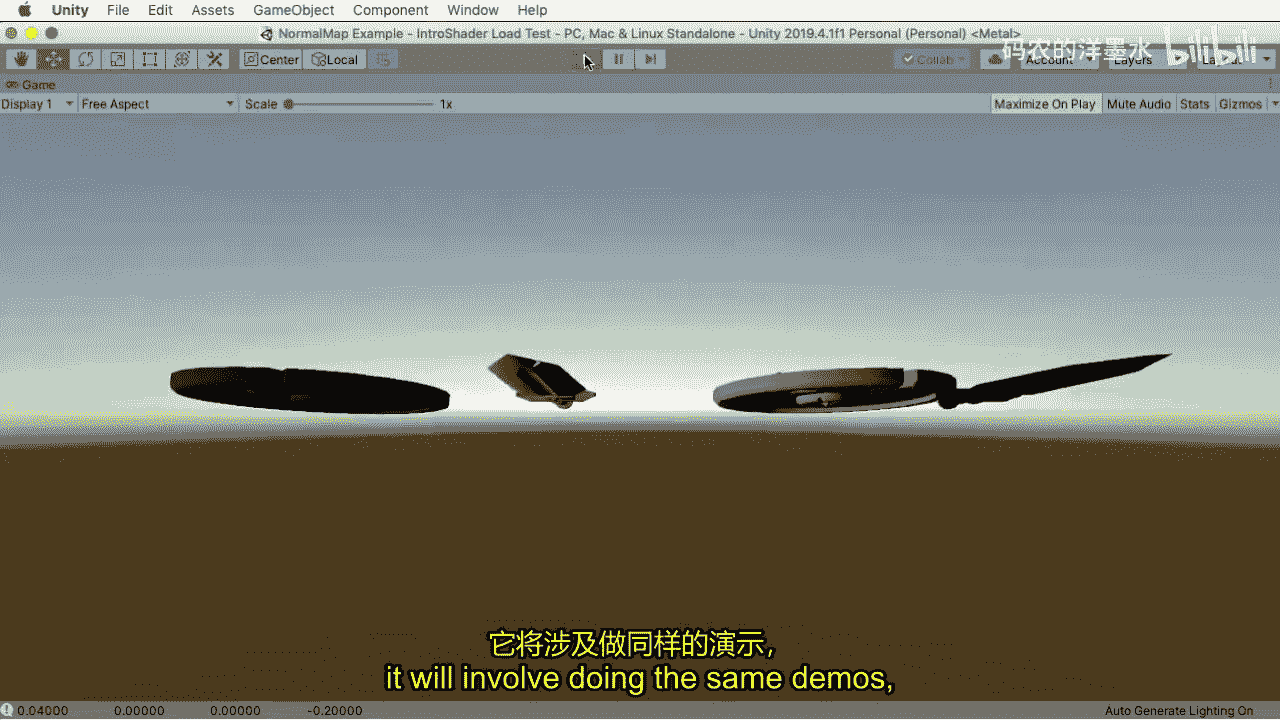 Unity File Edit Assets GameObject Component Window Help
NormalMap Example - IntroShader Load Test - PC, Mac & Linux Standalone - Unity 2019.4.1f1 Personal (Personal) <Metal>
码农的洋墨水 bilibili
Center Local Collab Account Layers
Game
Display 1 Free Aspect Scale 1x Maximize On Play Mute Audio Stats Gizmos
它将涉及做同样的演示，
it will involve doing the same demos,
0.04000 0.00000 0.00000 -0.20000 Auto Generate Lighting On